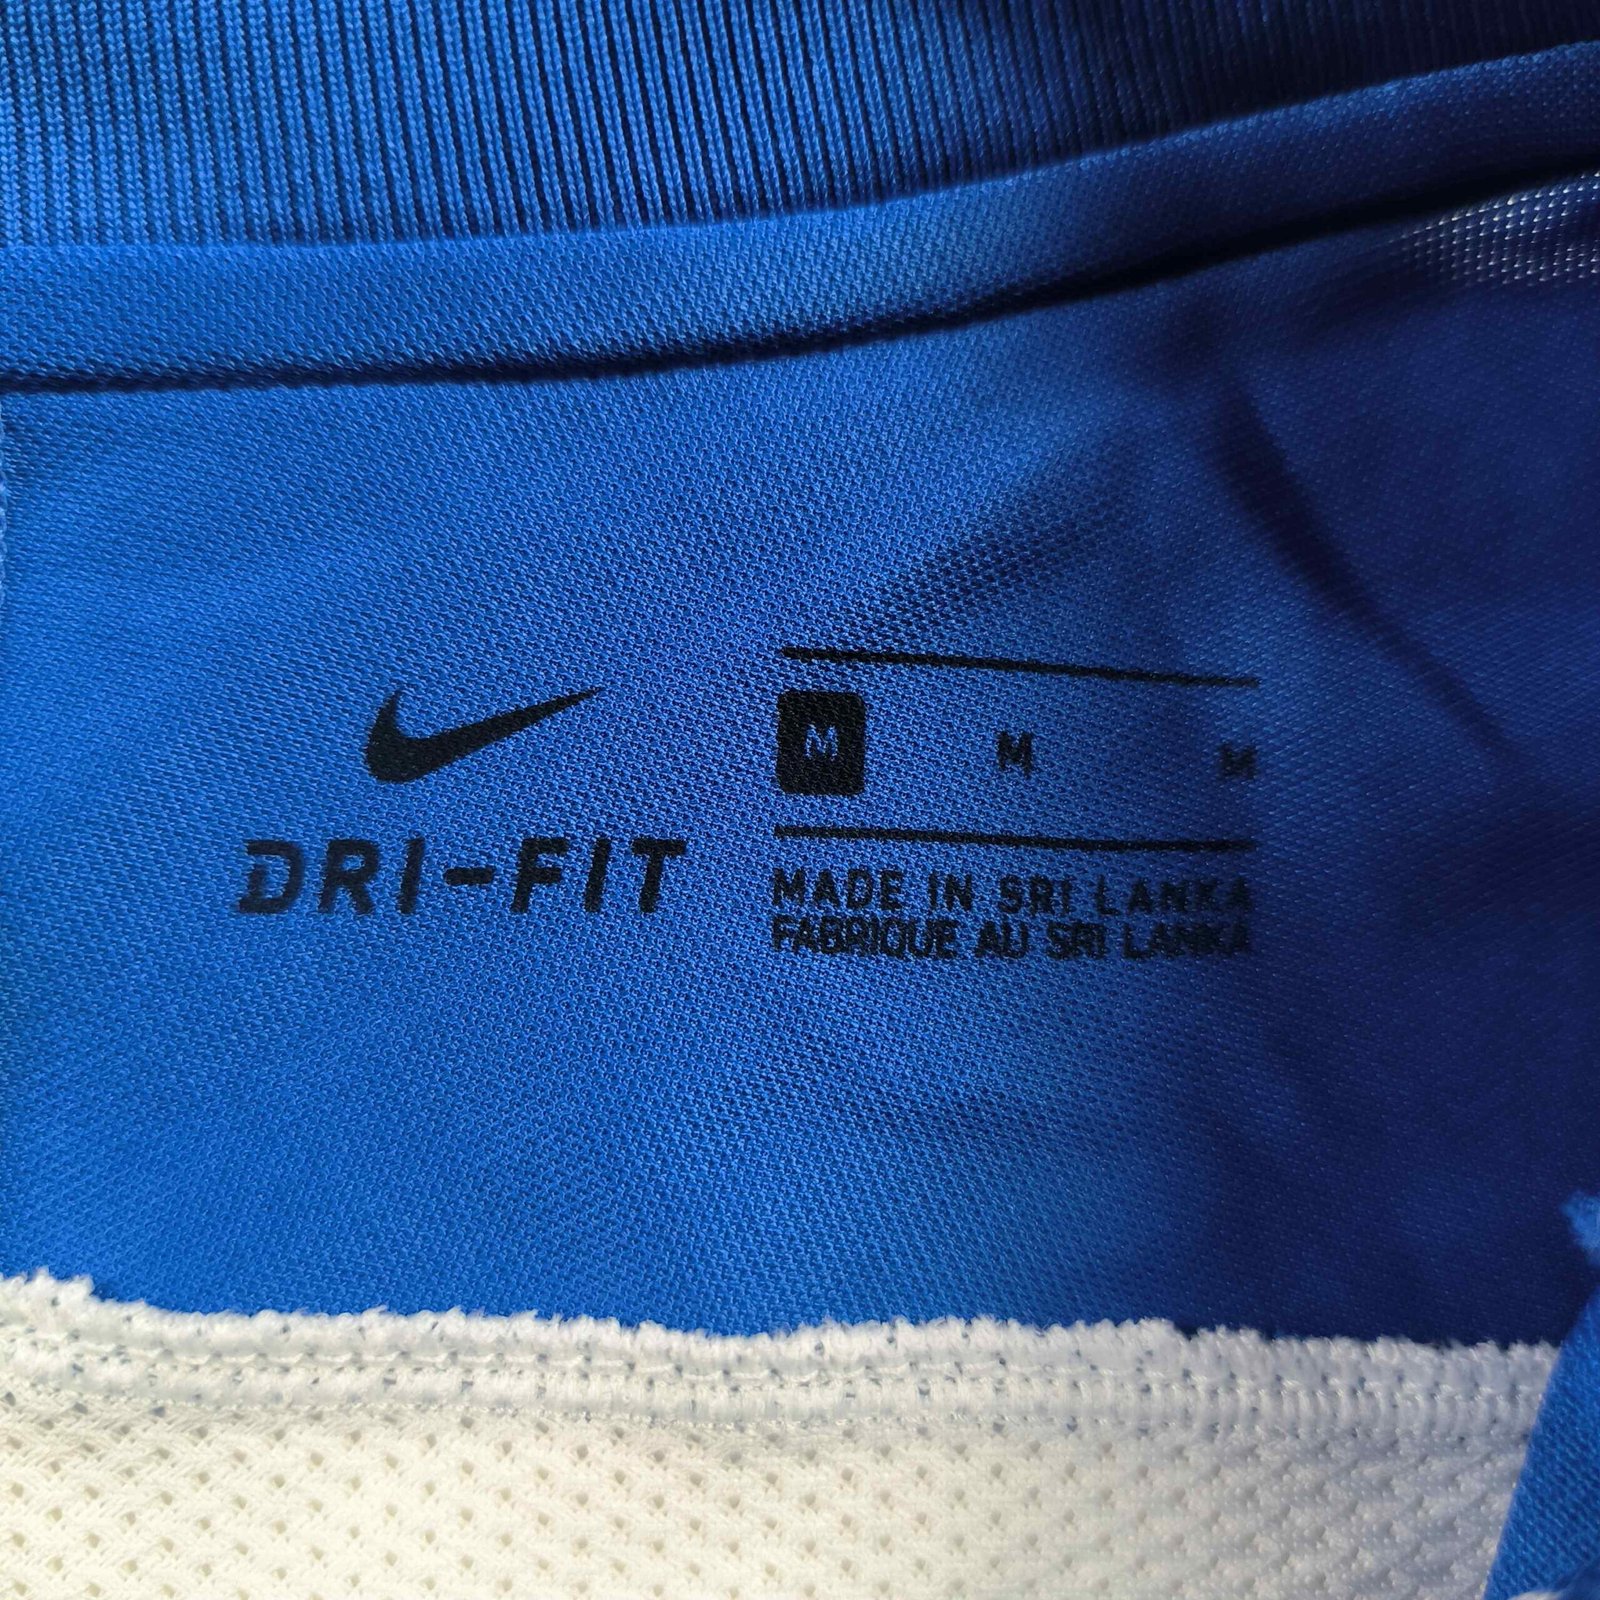 DRI-FIT
M M M
MADE IN SRI LANKA
FABRIQUE AU SRI LANKA